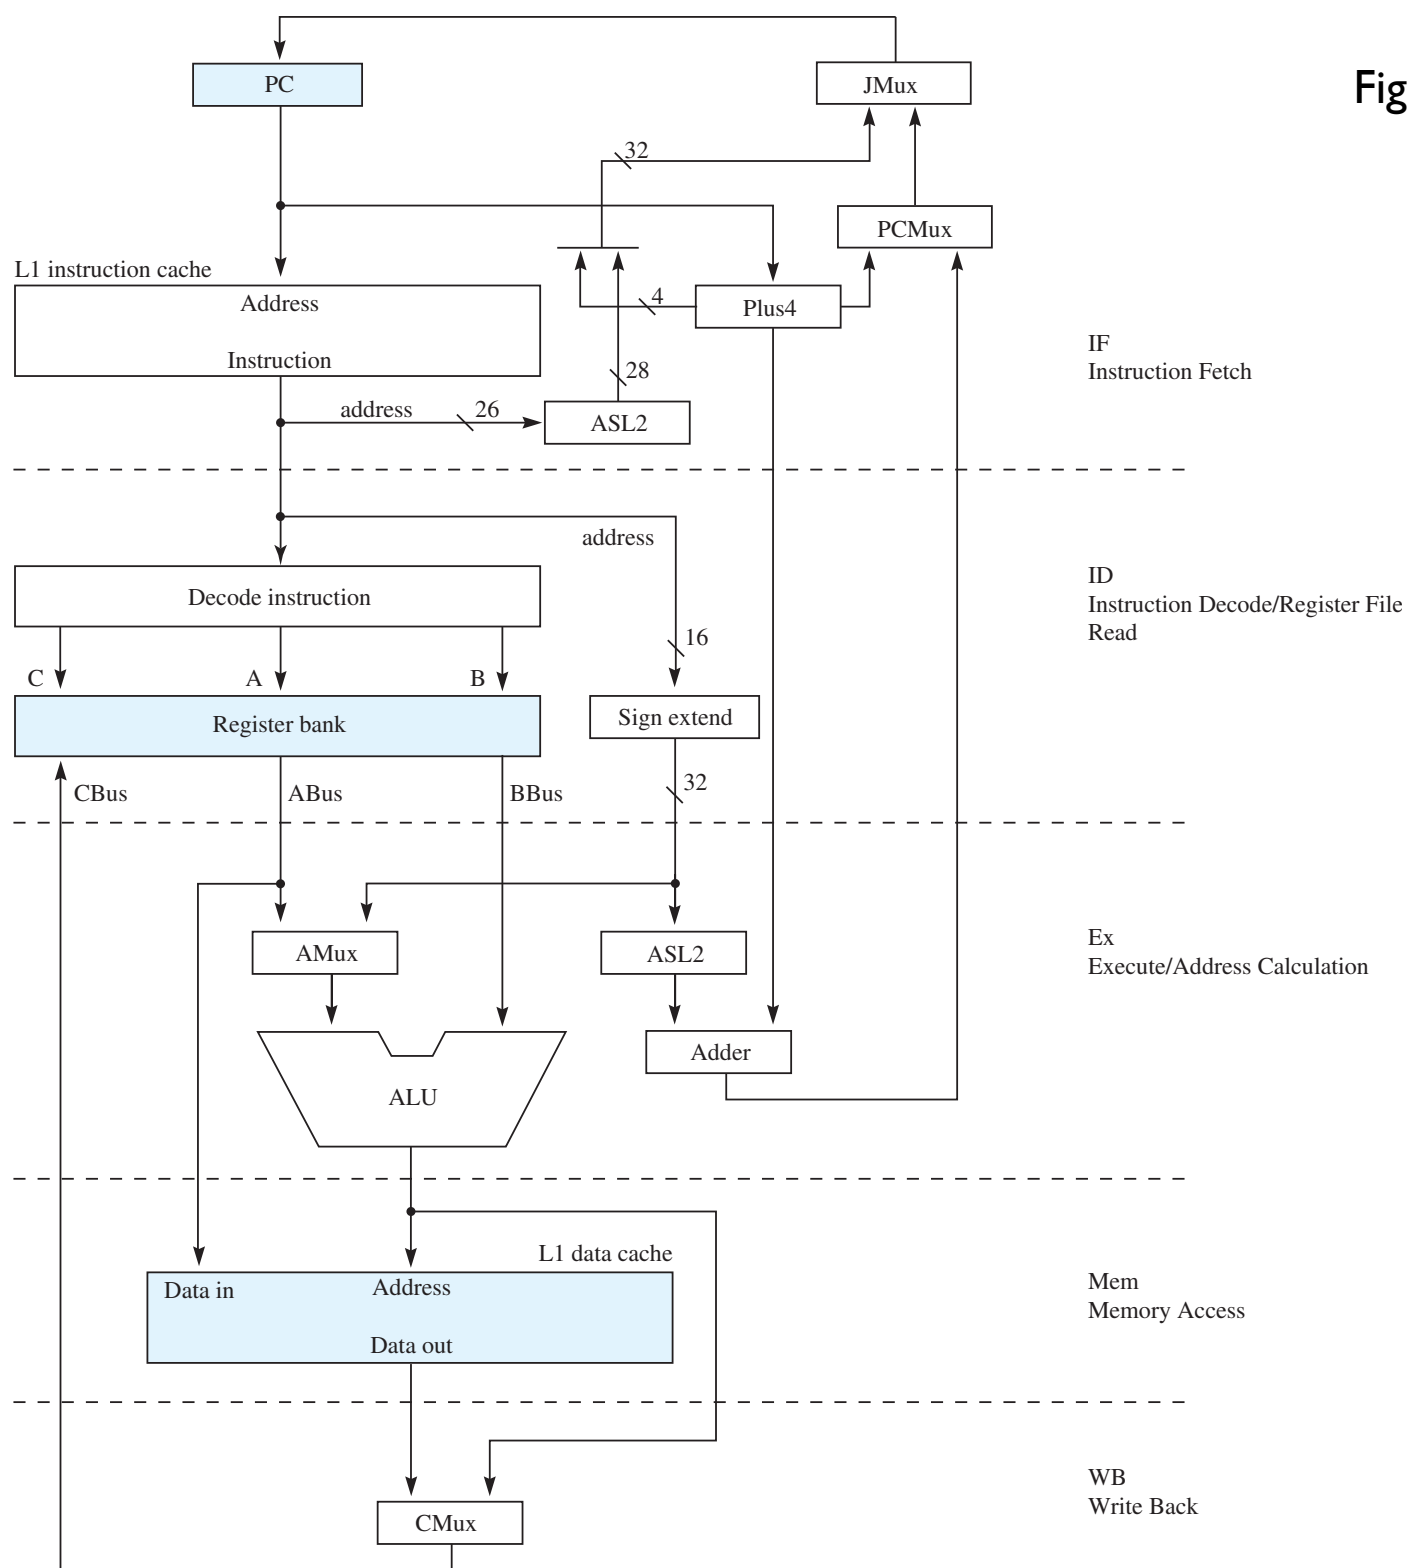 Fig
PC
JMux
32
PCMux
L1 instruction cache
Address
4
Plus4
Instruction
IF
Instruction Fetch
28
address
26
ASL2
address
ID
Instruction Decode/Register File
Read
Decode instruction
16
C
A
B
Register bank
Sign extend
CBus
ABus
BBus
32
AMux
ASL2
Ex
Execute/Address Calculation
Adder
ALU
L1 data cache
Data in
Address
Data out
Mem
Memory Access
WB
Write Back
CMux